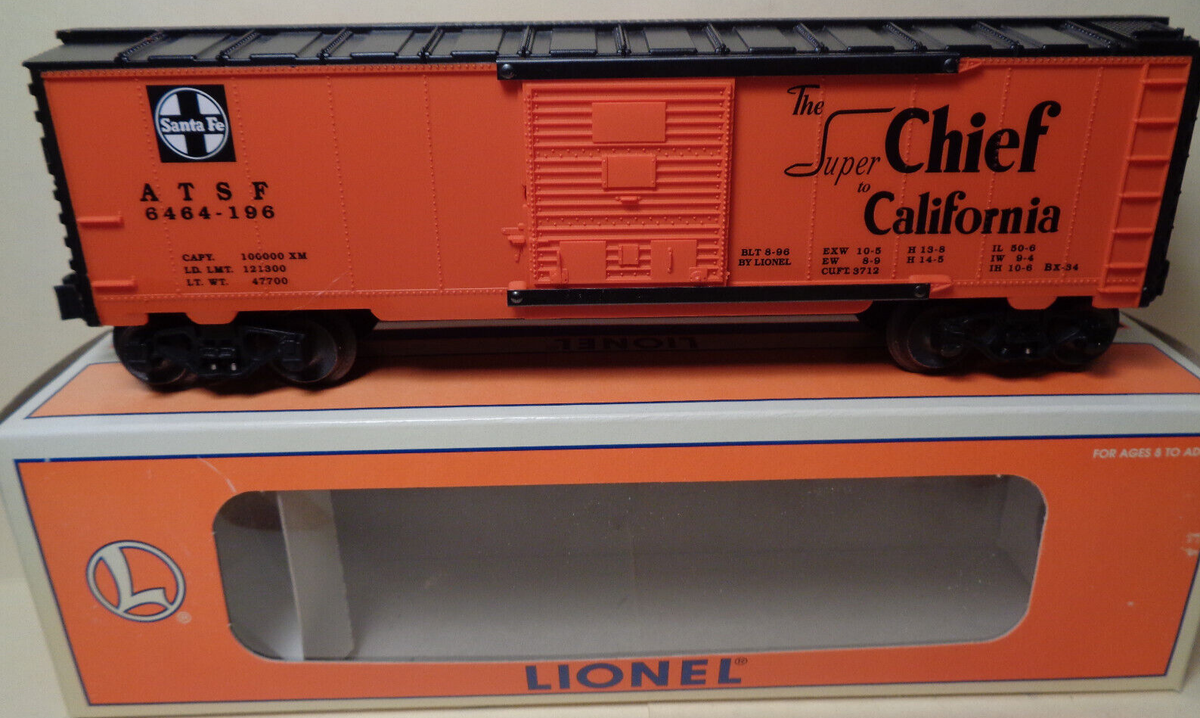 Santa Fe
A T S F
6464-196
CAPY. 100000 XM
LD. LMT. 121300
LT. WT. 47700
The
Super Chief
to
California
BLT 8-96
BY LIONEL
EXW 10-5
EW 8-9
CUFT. 3712
H 13-8
H 14-5
IL 50-6
IW 9-4
IH 10-6 BX-34
LIONEL
FOR AGES 8 TO AD
L
®
LIONEL®